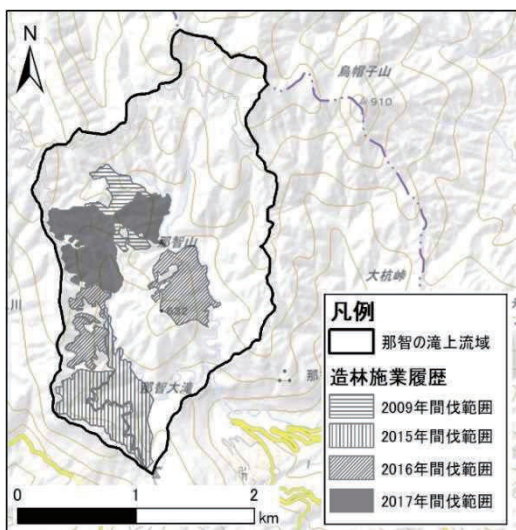 N
烏帽子山
910
那智山
大杭峠
川
632
那智大滝
那
凡例
那智の滝上流域
造林施業履歴
2009年間伐範囲
2015年間伐範囲
2016年間伐範囲
2017年間伐範囲
0 1 2
km